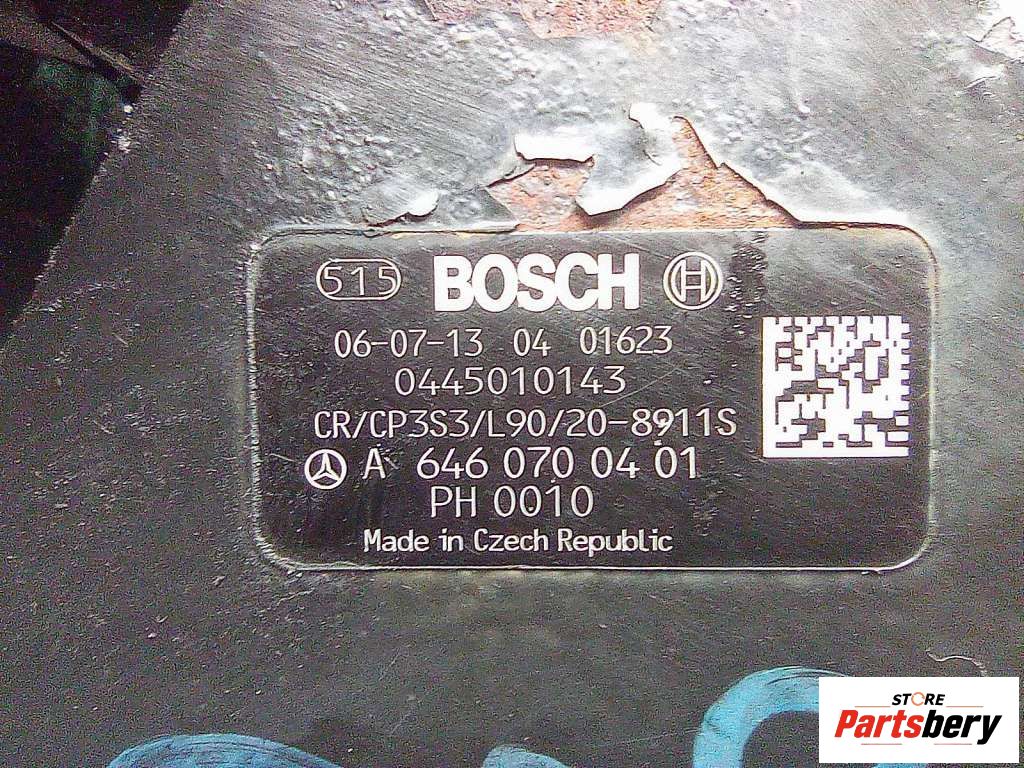 515 BOSCH
06-07-13 04 01623
0445010143
CR/CP3S3/L90/20-8911S
A 646 070 04 01
PH 0010
Made in Czech Republic
STORE
Partsbery